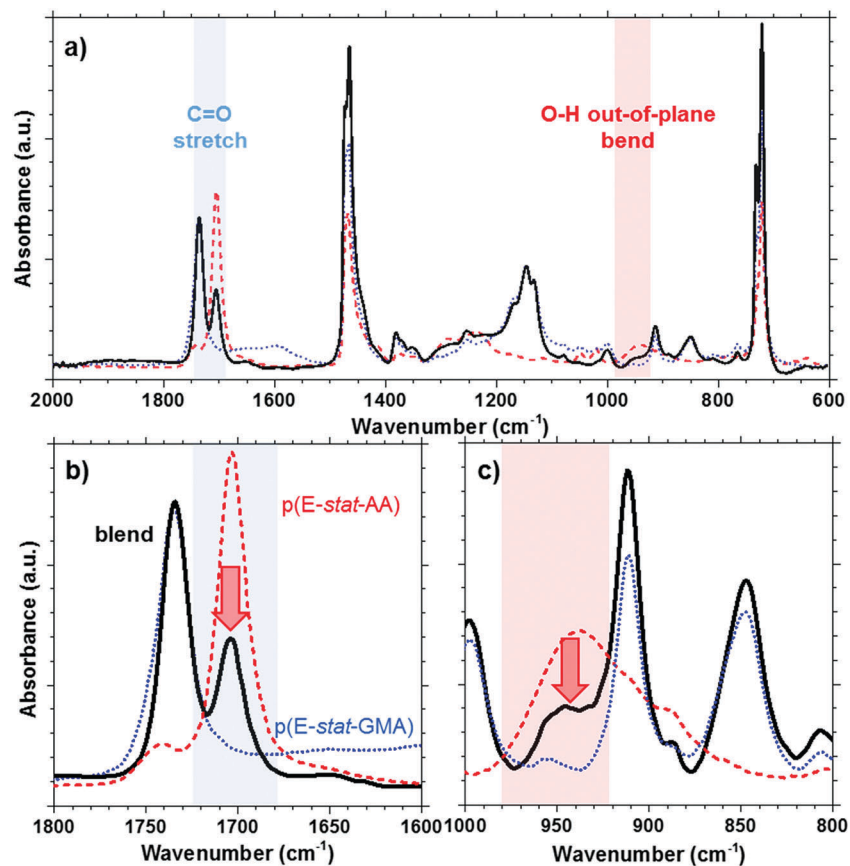 a)
C=O
stretch
O-H out-of-plane
bend
Absorbance (a.u.)
2000 1800 1600 1400 1200 1000 800 600
Wavenumber (cm⁻¹)
b)
p(E-stat-AA)
blend
p(E-stat-GMA)
Absorbance (a.u.)
1800 1750 1700 1650 1600
Wavenumber (cm⁻¹)
c)
1000 950 900 850 800
Wavenumber (cm⁻¹)